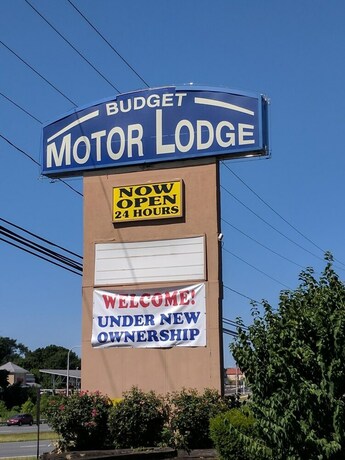 BUDGET
MOTOR LODGE
NOW
OPEN
24 HOURS
WELCOME!
UNDER NEW
OWNERSHIP